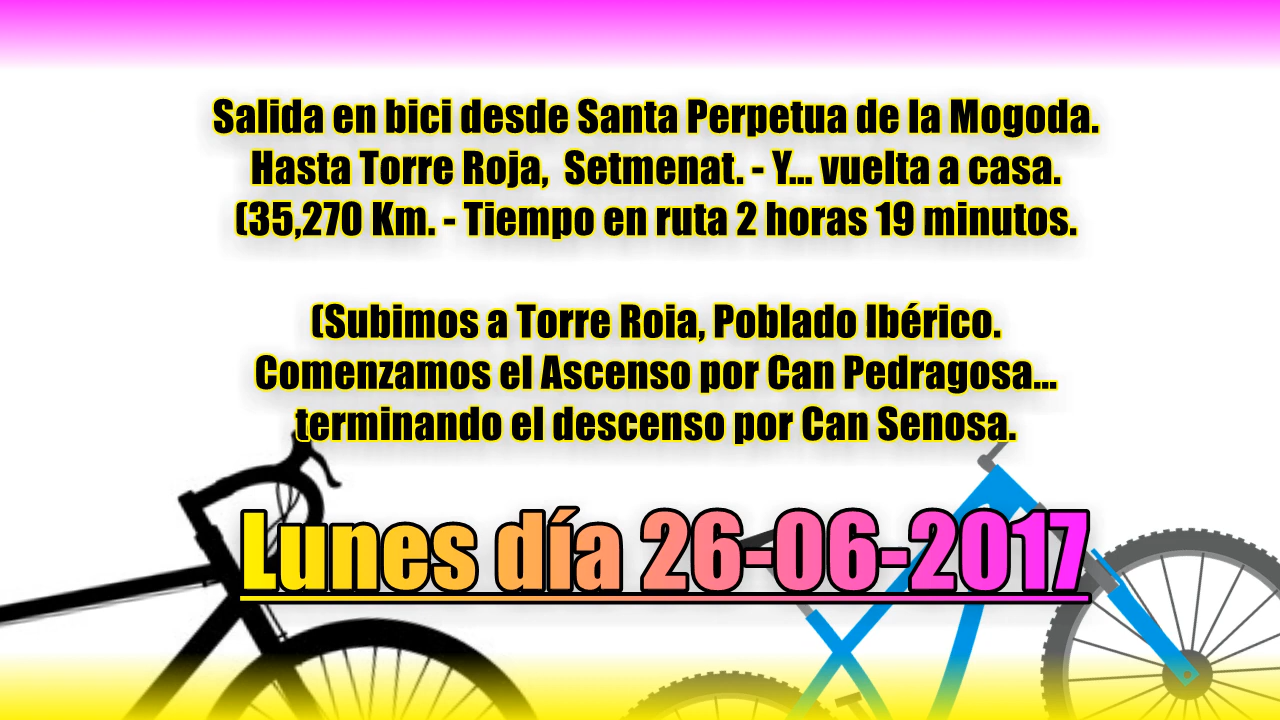 Salida en bici desde Santa Perpetua de la Mogoda.
Hasta Torre Roja,  Setmenat. - Y... vuelta a casa.
(35,270 Km. - Tiempo en ruta 2 horas 19 minutos.
(Subimos a Torre Roia, Poblado Ibérico.
Comenzamos el Ascenso por Can Pedragosa...
terminando el descenso por Can Senosa.
Lunes día 26-06-2017